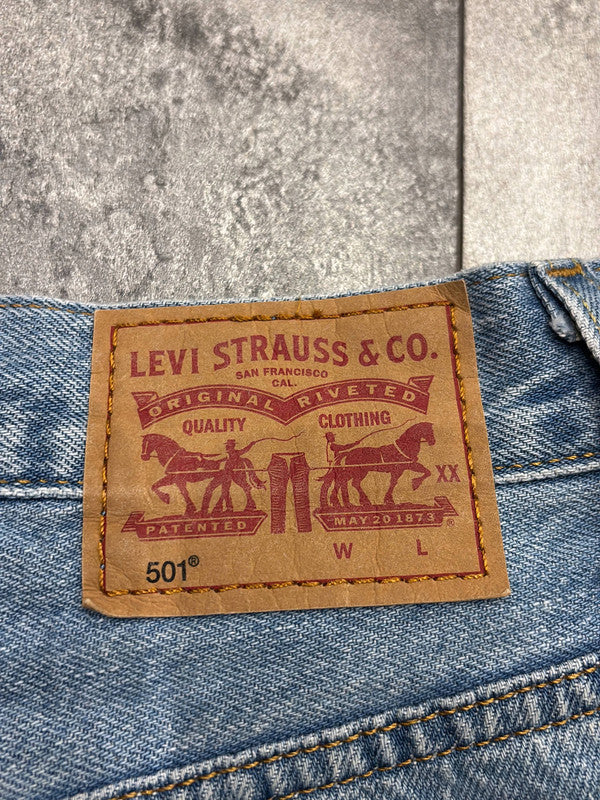 LEVI STRAUSS & CO.
SAN FRANCISCO
CAL.
ORIGINAL RIVETED
QUALITY CLOTHING
XX
PATENTED MAY 20 1873 ®
W L
501®